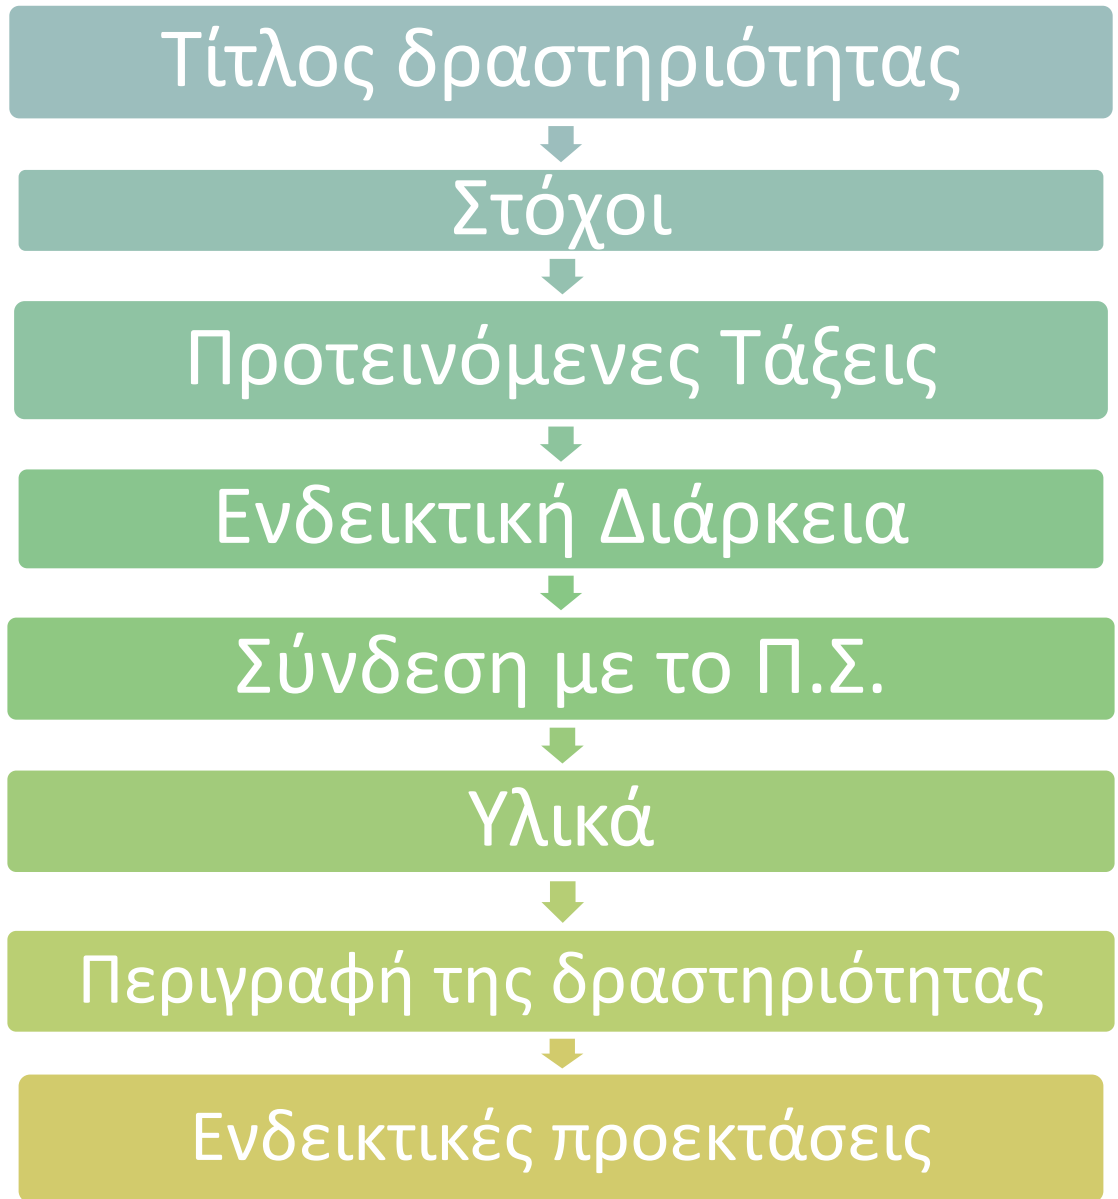 Τίτλος δραστηριότητας
Στόχοι
Προτεινόμενες Τάξεις
Ενδεικτική Διάρκεια
Σύνδεση με το Π.Σ.
Υλικά
Περιγραφή της δραστηριότητας
Ενδεικτικές προεκτάσεις